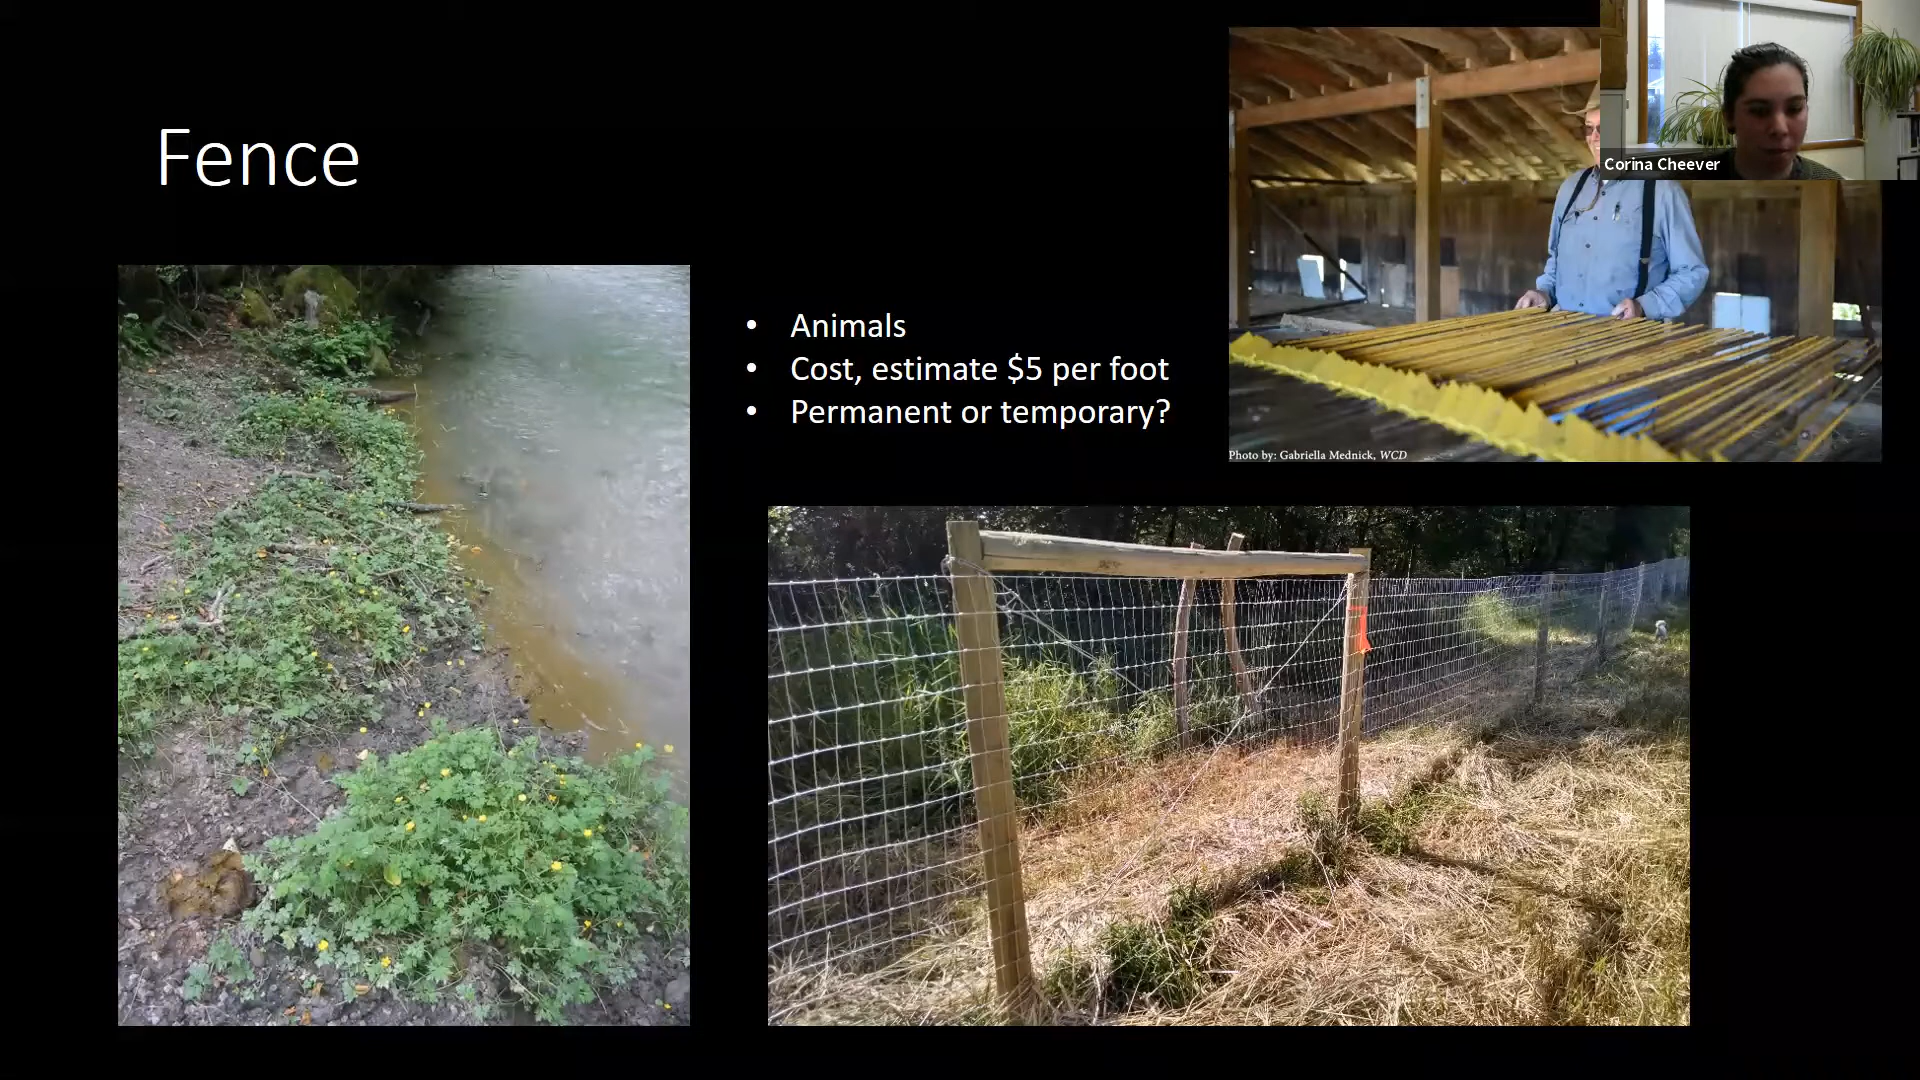 Fence
• Animals
• Cost, estimate $5 per foot
• Permanent or temporary?
Corina Cheever
Photo by: Gabriella Mednick, WCD